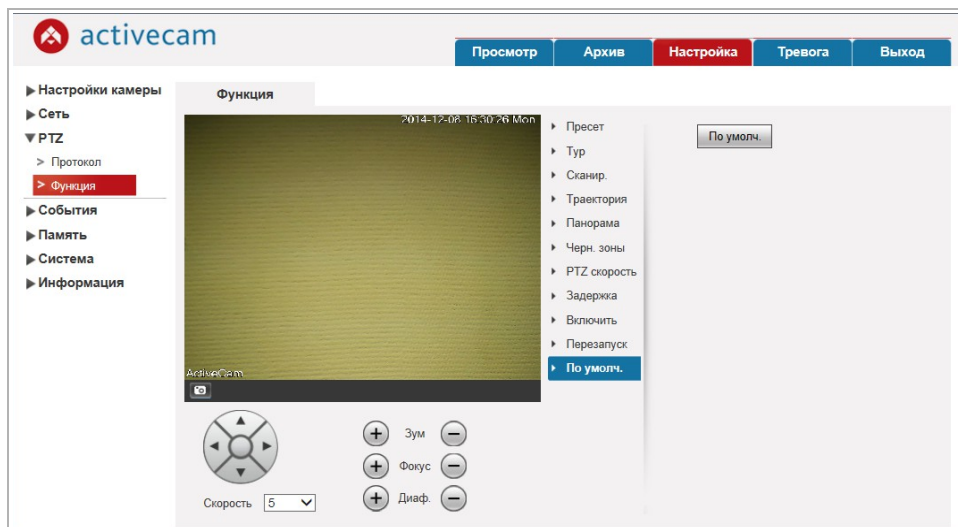 activecam
Просмотр Архив Настройка Тревога Выход
Настройки камеры
Сеть
PTZ
> Протокол
> Функция
События
Память
Система
Информация
Функция
2014-12-08 16:30:26 Mon
ActiveCam
Пресет
Тур
Сканир.
Траектория
Панорама
Черн. зоны
PTZ скорость
Задержка
Включить
Перезапуск
По умолч.
По умолч.
Зум
Фокус
Диаф.
Скорость 5